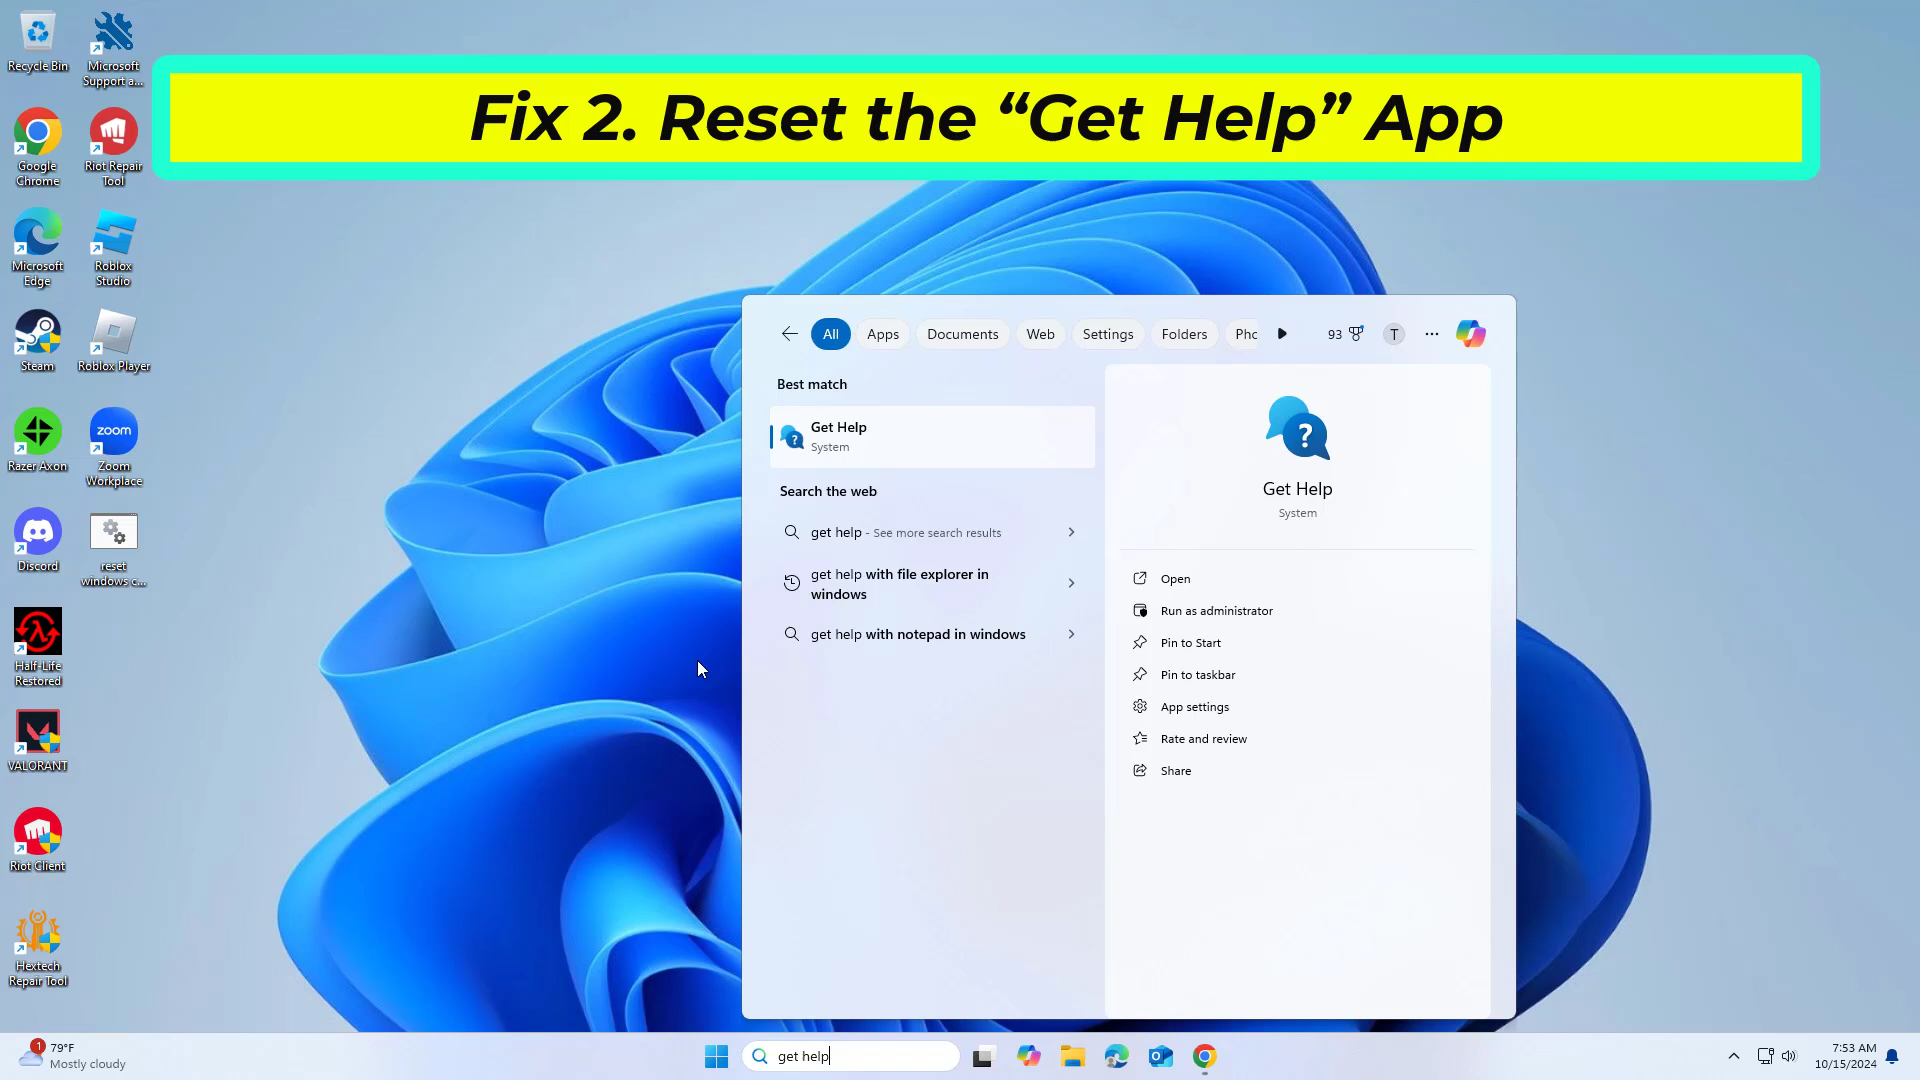 Fix 2. Reset the “Get Help” App
Recycle Bin
Microsoft
Support a...
Google
Chrome
Riot Repair
Tool
Microsoft
Edge
Roblox
Studio
Steam
Roblox Player
Razer Axon
zoom
Zoom
Workplace
Discord
reset
windows c...
Half-Life
Restored
VALORANT
Riot Client
Hextech
Repair Tool
All
Apps
Documents
Web
Settings
Folders
Pho
93
T
Best match
Get Help
System
Search the web
get help - See more search results
get help with file explorer in
windows
get help with notepad in windows
Get Help
System
Open
Run as administrator
Pin to Start
Pin to taskbar
App settings
Rate and review
Share
1
79°F
Mostly cloudy
get help
7:53 AM
10/15/2024